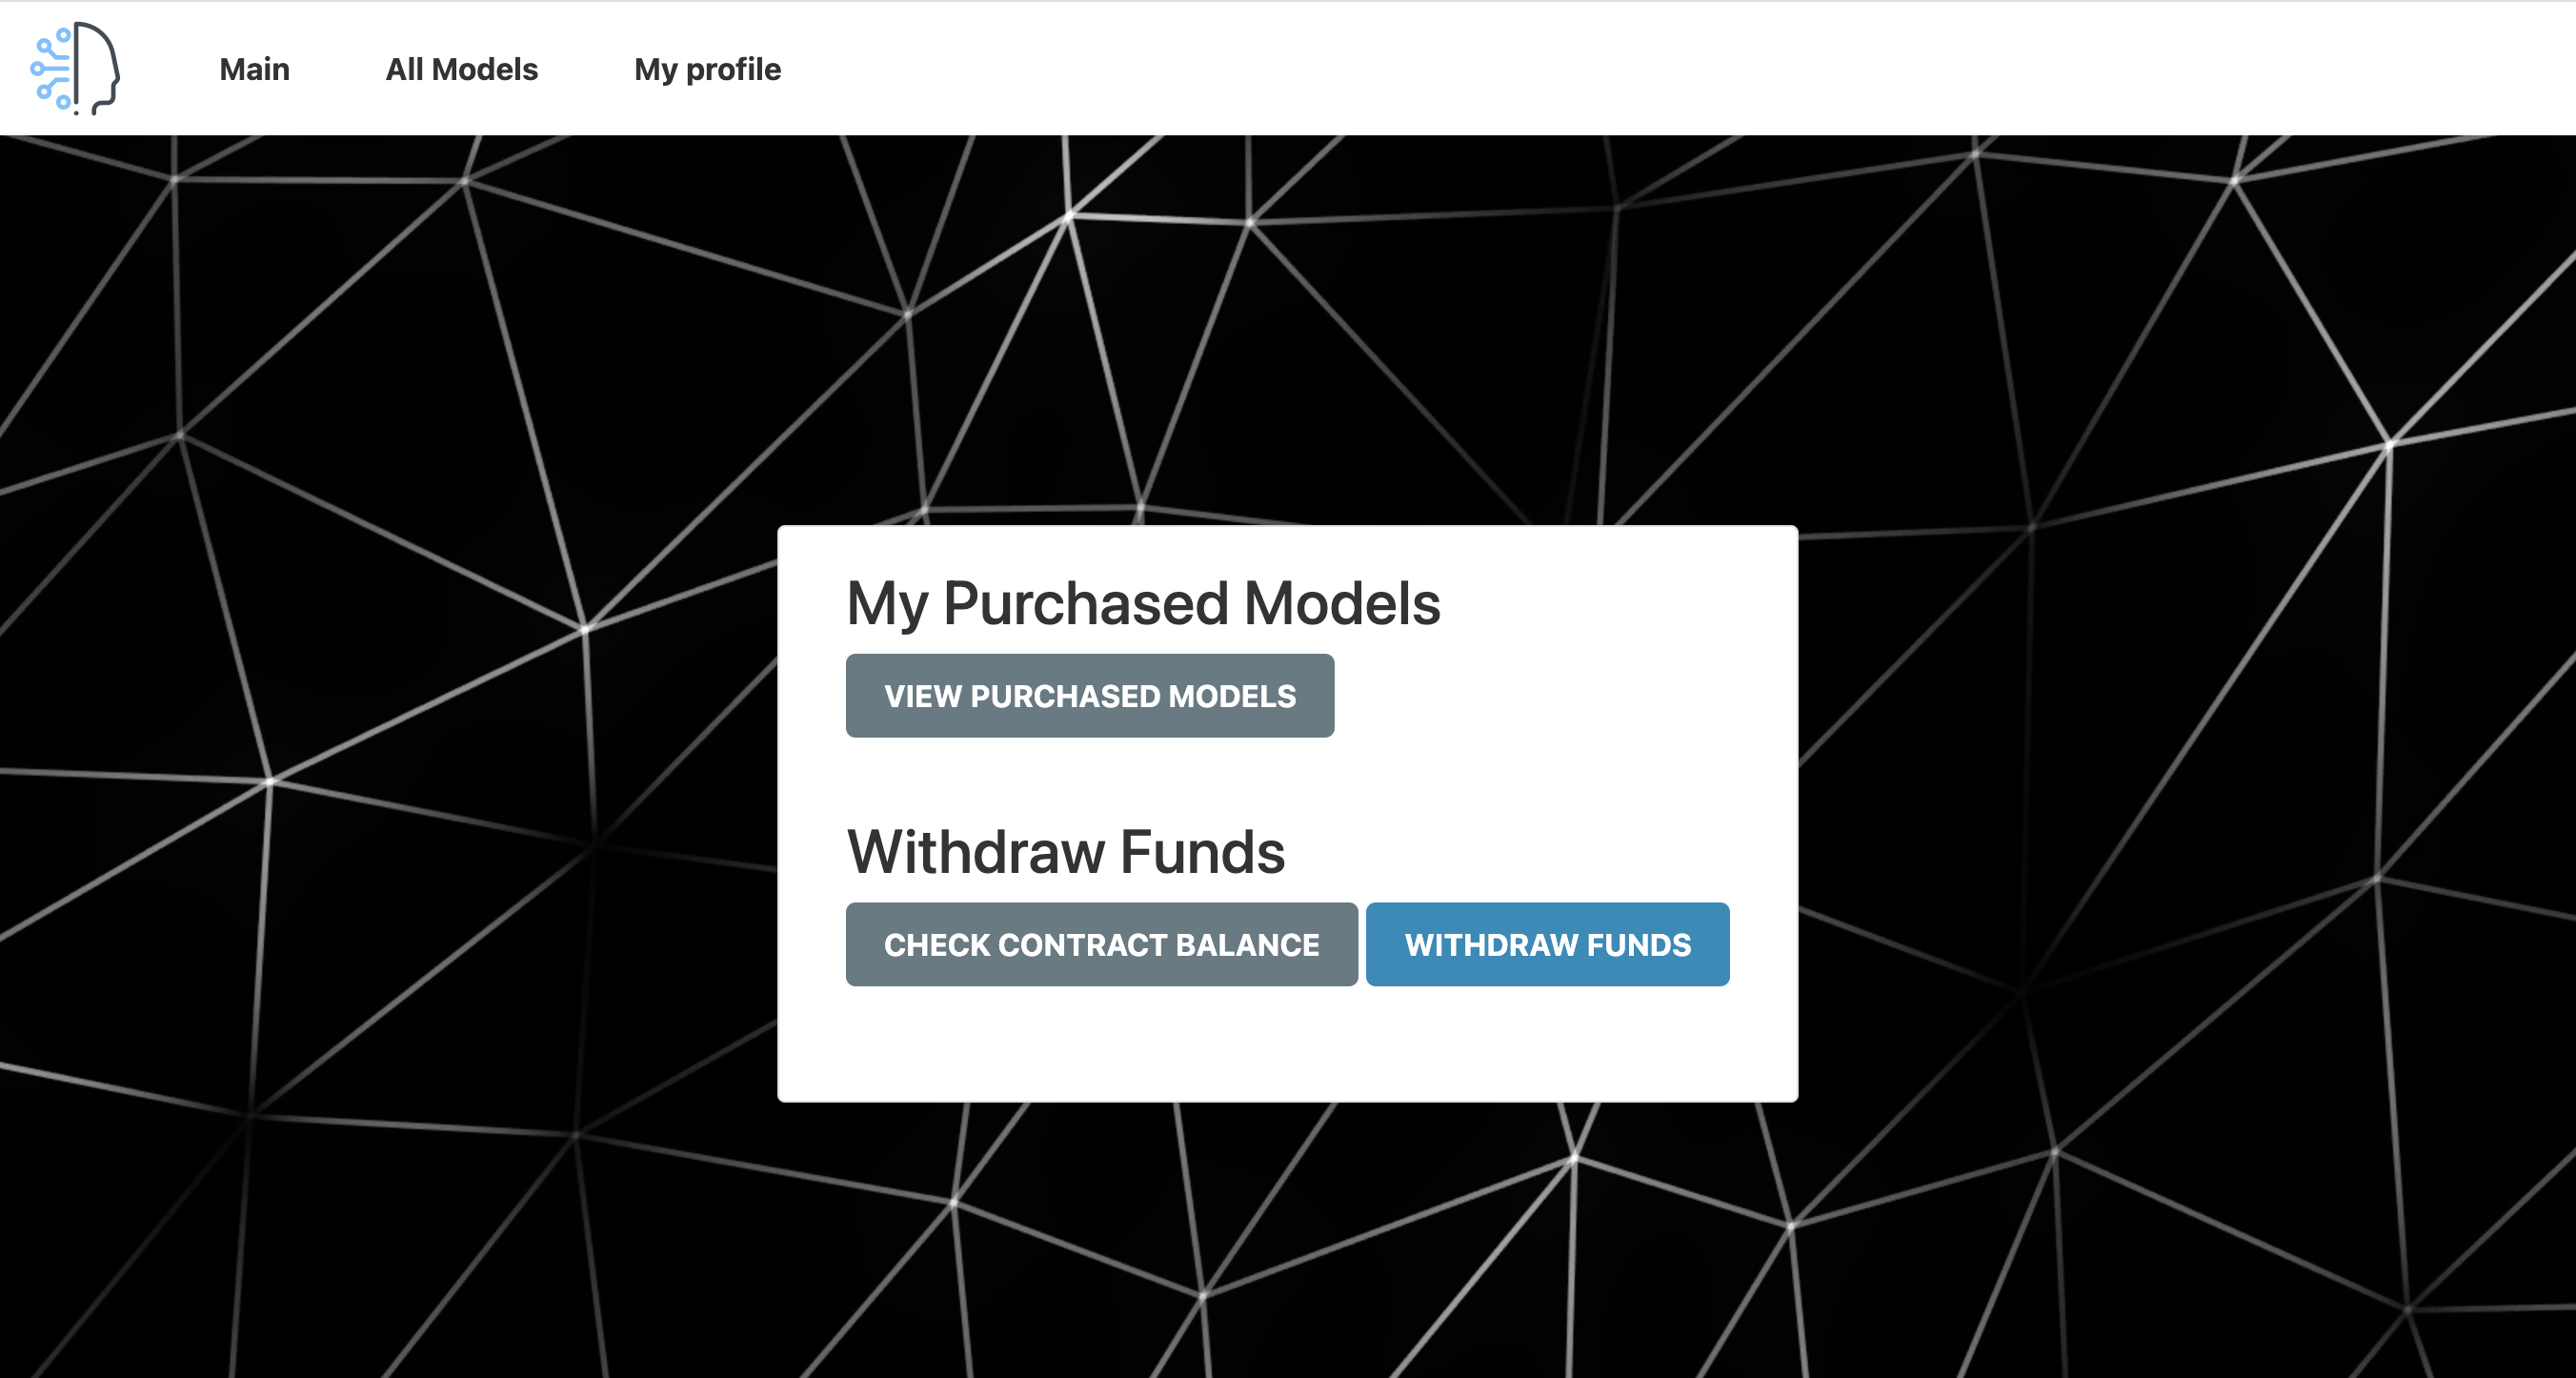 Main All Models My profile
My Purchased Models
VIEW PURCHASED MODELS
Withdraw Funds
CHECK CONTRACT BALANCE WITHDRAW FUNDS